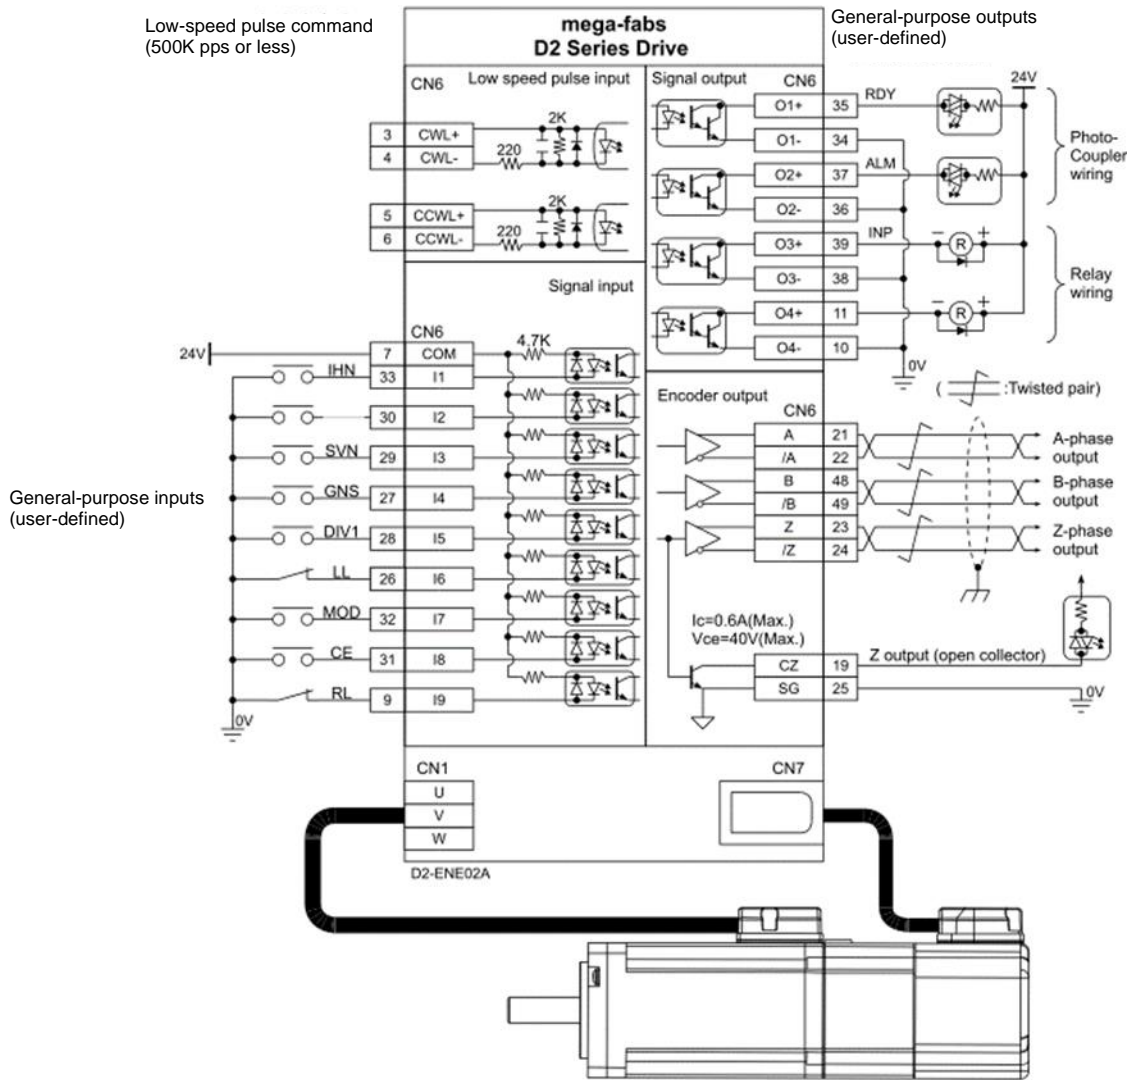 Low-speed pulse command
(500K pps or less)
mega-fabs
D2 Series Drive
General-purpose outputs
(user-defined)
CN6
Low speed pulse input
3 CWL+
4 CWL-
2K
220
5 CCWL+
6 CCWL-
2K
220
Signal output
CN6
O1+ 35 RDY
O1- 34
O2+ 37 ALM
O2- 36
O3+ 39 INP
O3- 38
O4+ 11
O4- 10
24V
0V
- R +
- R +
Photo-
Coupler
wiring
Relay
wiring
Signal input
CN6
24V
7 COM
4.7K
IHN 33 I1
30 I2
SVN 29 I3
GNS 27 I4
DIV1 28 I5
LL 26 I6
MOD 32 I7
CE 31 I8
RL 9 I9
0V
General-purpose inputs
(user-defined)
Encoder output
CN6
( :Twisted pair)
A 21
/A 22
B 48
/B 49
Z 23
/Z 24
A-phase
output
B-phase
output
Z-phase
output
Ic=0.6A(Max.)
Vce=40V(Max.)
CZ 19 Z output (open collector)
SG 25
0V
CN1
U
V
W
CN7
D2-ENE02A